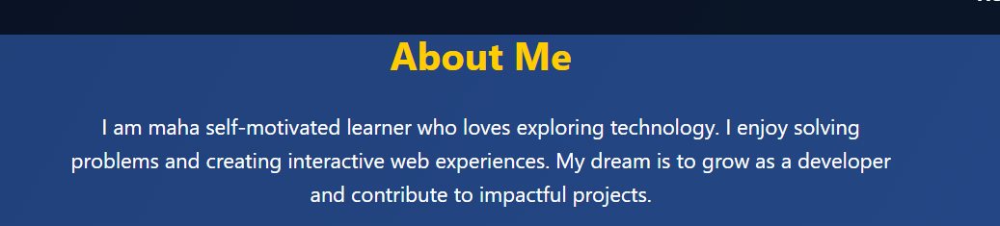 About Me
I am maha self-motivated learner who loves exploring technology. I enjoy solving
problems and creating interactive web experiences. My dream is to grow as a developer
and contribute to impactful projects.